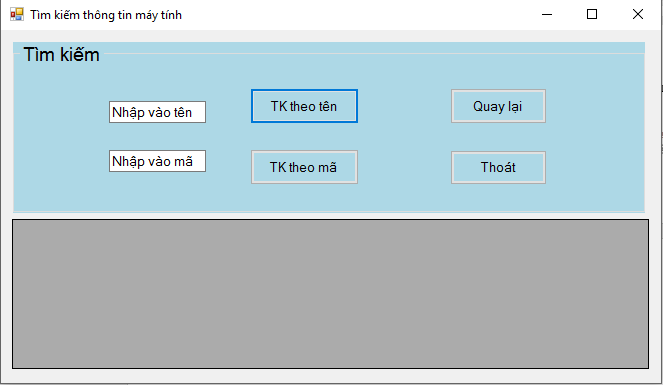 Tìm kiếm thông tin máy tính
Tìm kiếm
Nhập vào tên
TK theo tên
Quay lại
Nhập vào mã
TK theo mã
Thoát